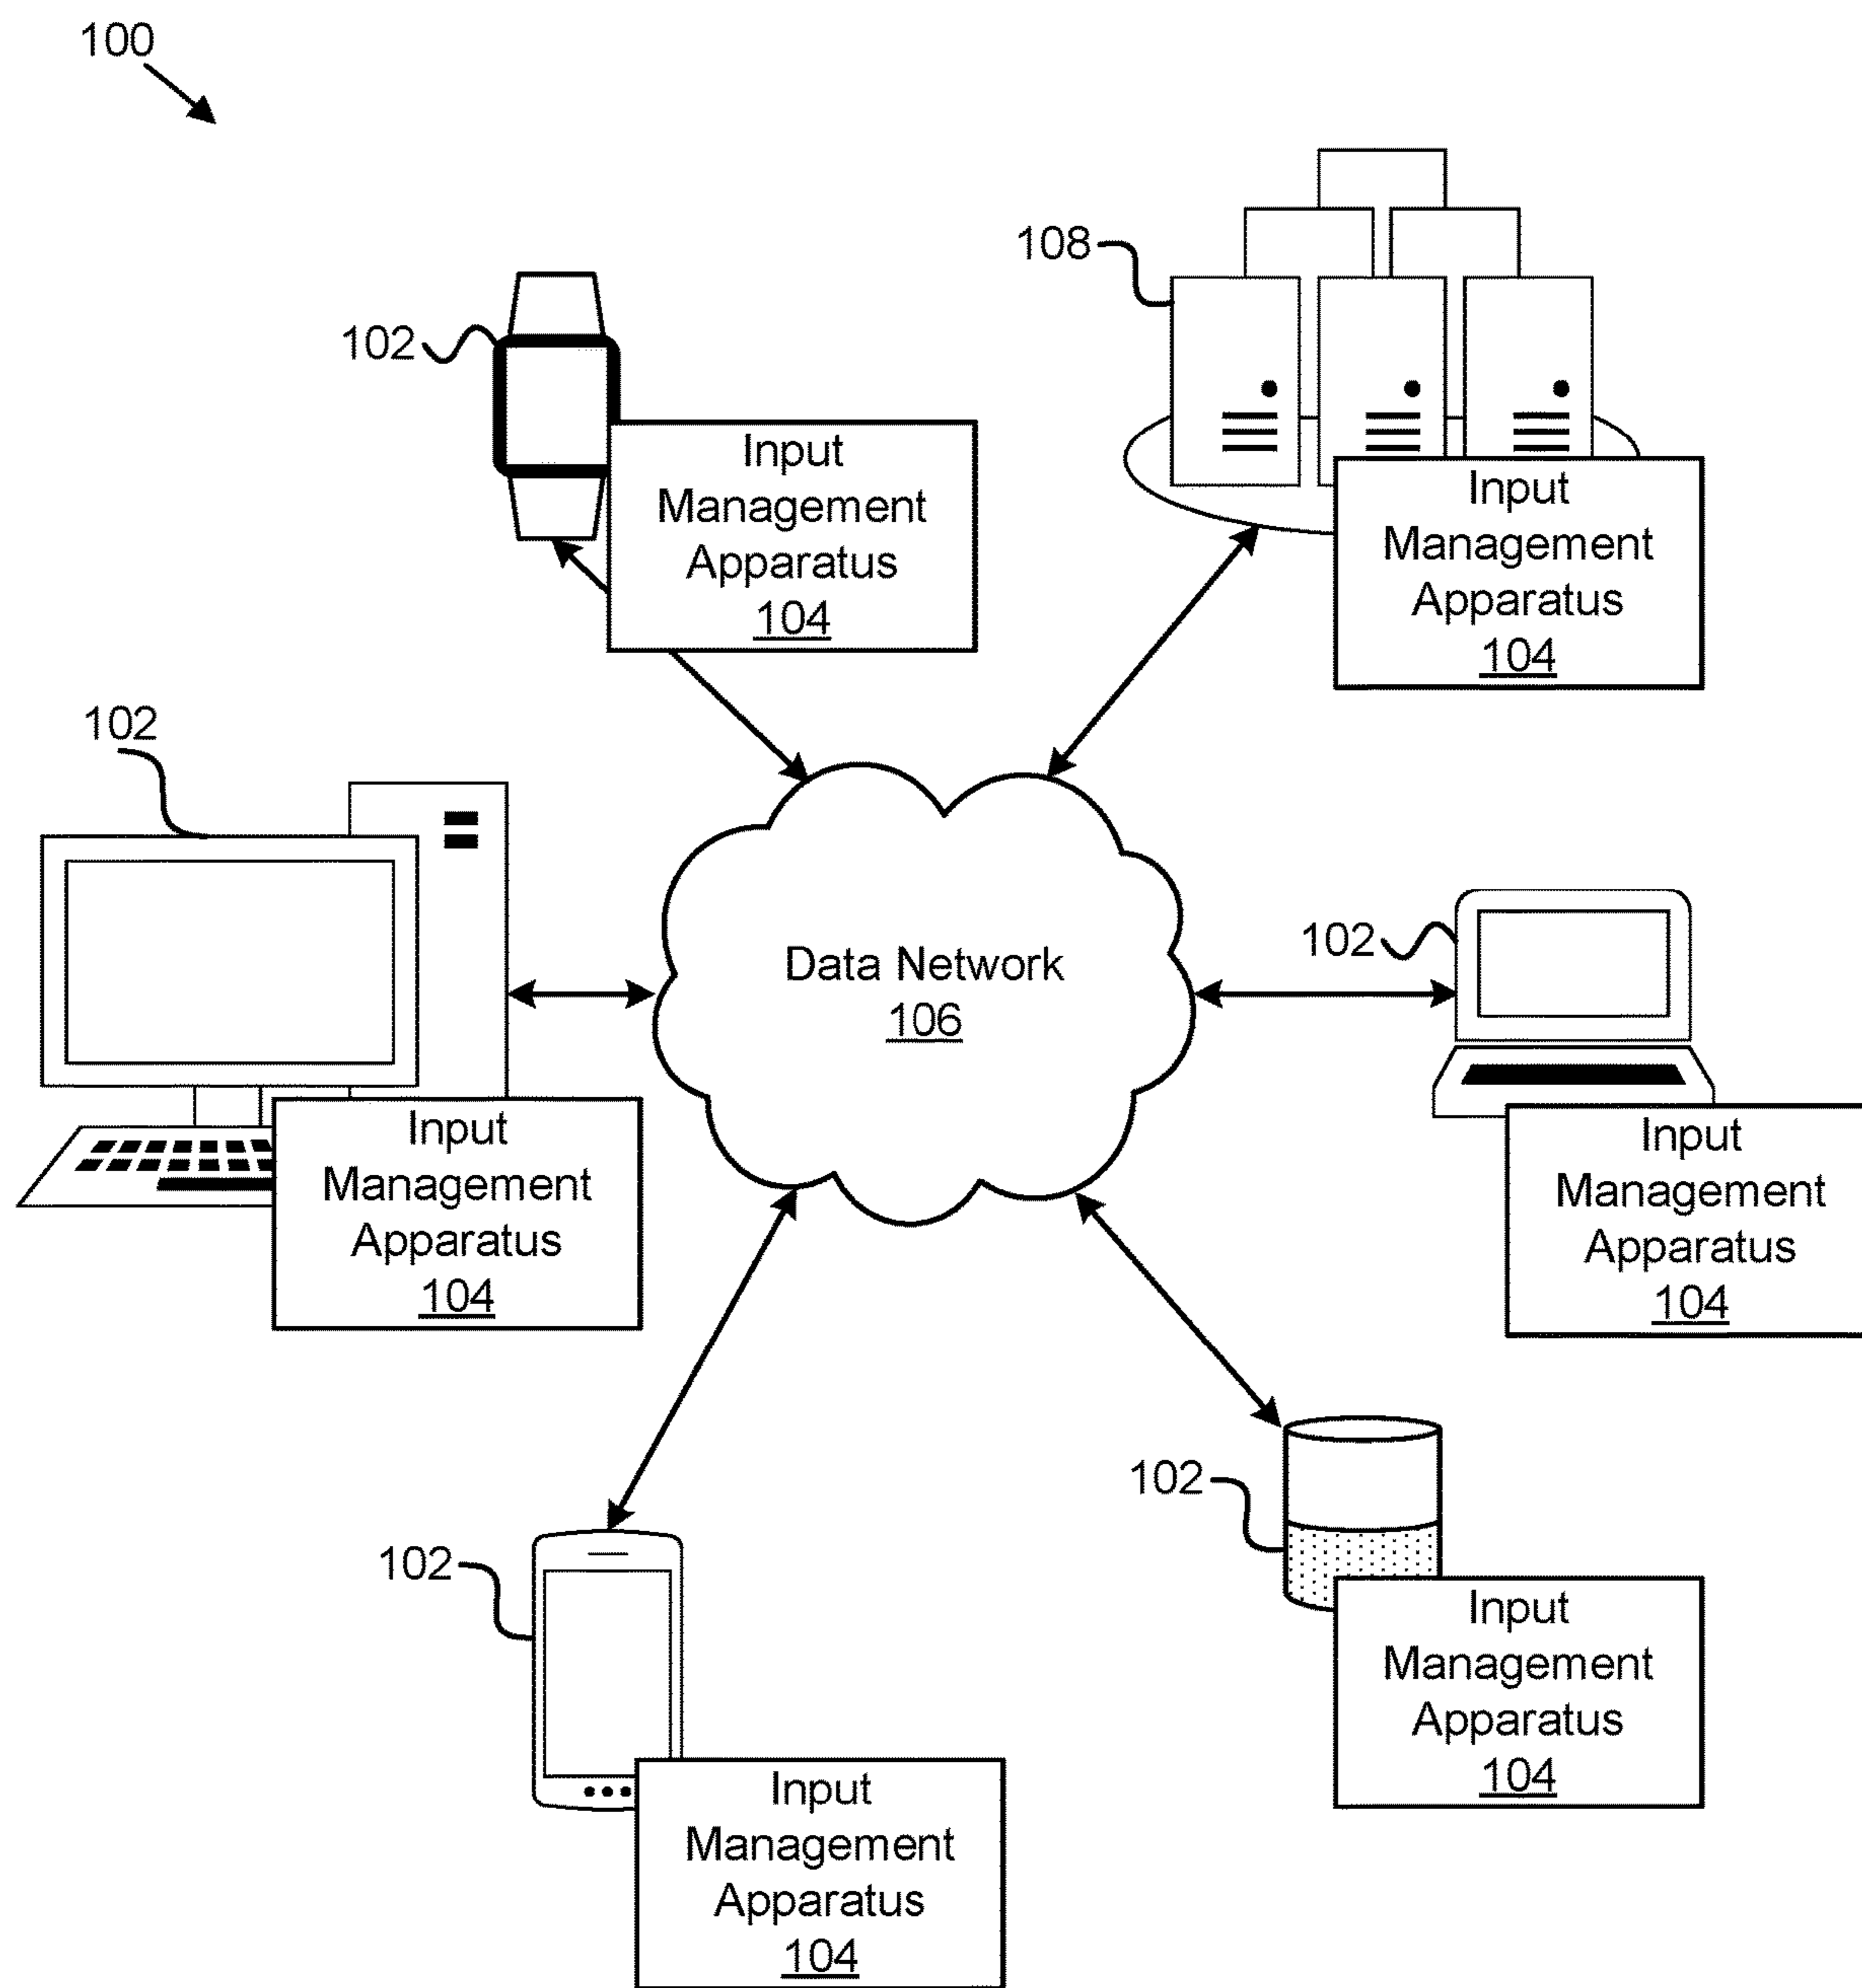 100
108
102
Input
Management
Apparatus
104
Input
Management
Apparatus
104
102
Data Network
106
102
Input
Management
Apparatus
104
Input
Management
Apparatus
104
102
102
Input
Management
Apparatus
104
Input
Management
Apparatus
104